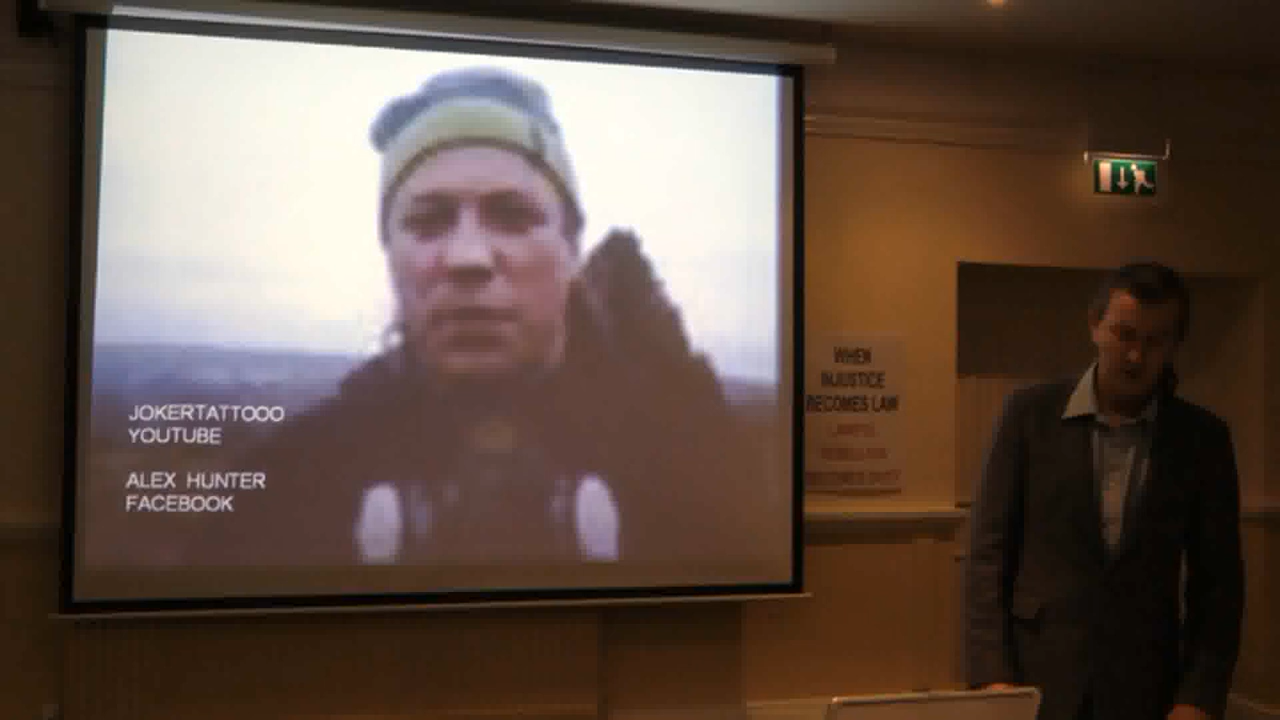 JOKERTATTOOO
YOUTUBE
ALEX HUNTER
FACEBOOK
WHEN
INJUSTICE
BECOMES LAW